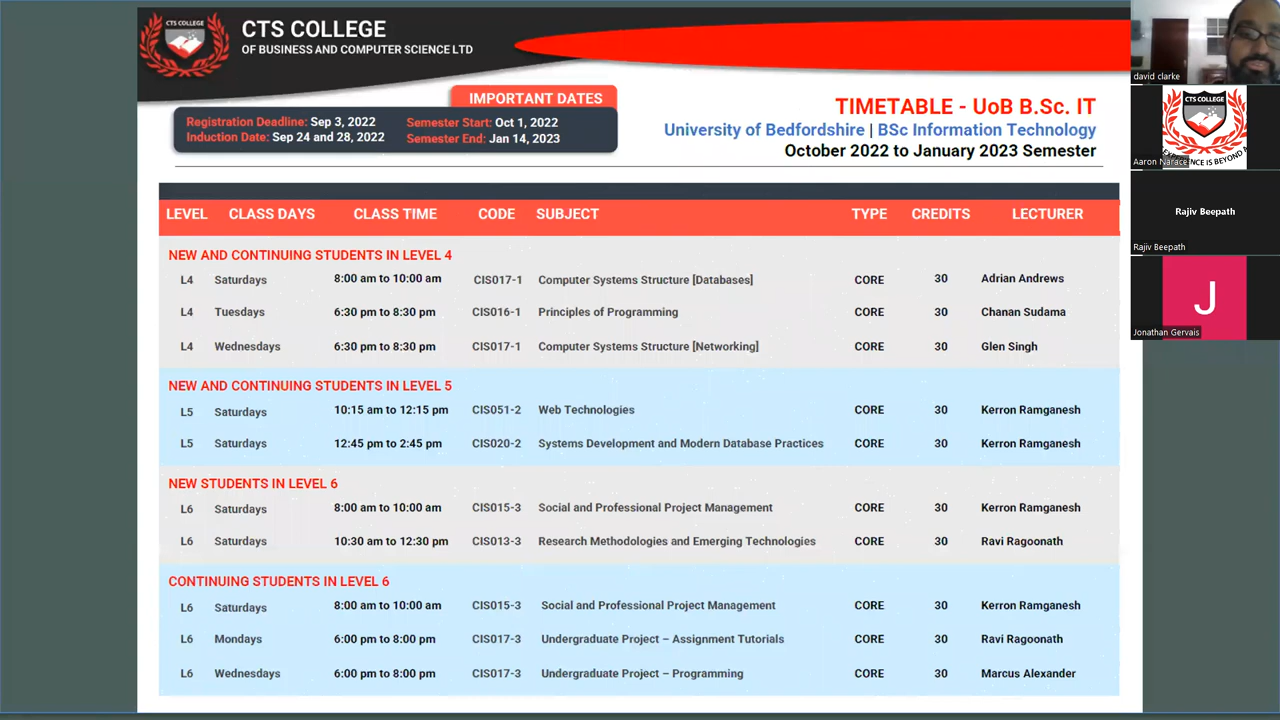 CTS COLLEGE
CTS COLLEGE
OF BUSINESS AND COMPUTER SCIENCE LTD
IMPORTANT DATES
Registration Deadline: Sep 3, 2022 Semester Start: Oct 1, 2022
Induction Date: Sep 24 and 28, 2022 Semester End: Jan 14, 2023
TIMETABLE - UoB B.Sc. IT
University of Bedfordshire | BSc Information Technology
October 2022 to January 2023 Semester
LEVEL CLASS DAYS CLASS TIME CODE SUBJECT TYPE CREDITS LECTURER
NEW AND CONTINUING STUDENTS IN LEVEL 4
L4 Saturdays 8:00 am to 10:00 am CIS017-1 Computer Systems Structure [Databases] CORE 30 Adrian Andrews
L4 Tuesdays 6:30 pm to 8:30 pm CIS016-1 Principles of Programming CORE 30 Chanan Sudama
L4 Wednesdays 6:30 pm to 8:30 pm CIS017-1 Computer Systems Structure [Networking] CORE 30 Glen Singh
NEW AND CONTINUING STUDENTS IN LEVEL 5
L5 Saturdays 10:15 am to 12:15 pm CIS051-2 Web Technologies CORE 30 Kerron Ramganesh
L5 Saturdays 12:45 pm to 2:45 pm CIS020-2 Systems Development and Modern Database Practices CORE 30 Kerron Ramganesh
NEW STUDENTS IN LEVEL 6
L6 Saturdays 8:00 am to 10:00 am CIS015-3 Social and Professional Project Management CORE 30 Kerron Ramganesh
L6 Saturdays 10:30 am to 12:30 pm CIS013-3 Research Methodologies and Emerging Technologies CORE 30 Ravi Ragoonath
CONTINUING STUDENTS IN LEVEL 6
L6 Saturdays 8:00 am to 10:00 am CIS015-3 Social and Professional Project Management CORE 30 Kerron Ramganesh
L6 Mondays 6:00 pm to 8:00 pm CIS017-3 Undergraduate Project – Assignment Tutorials CORE 30 Ravi Ragoonath
L6 Wednesdays 6:00 pm to 8:00 pm CIS017-3 Undergraduate Project – Programming CORE 30 Marcus Alexander
david clarke
CTS COLLEGE
IS BEYOND
Aaron Narace
Rajiv Beepath
Rajiv Beepath
J
Jonathan Gervais